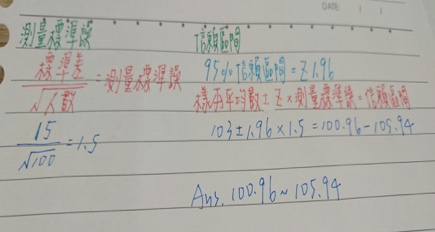 DATE: / /
測量標準誤
標準差/√人數 = 測量標準誤
15/√100 = 1.5
信賴區間
95%信賴區間 = Z 1.96
樣本平均數 ± Z × 測量標準誤 = 信賴區間
103 ± 1.96 × 1.5 = 100.96 - 105.94
Ans. 100.96 ~ 105.94